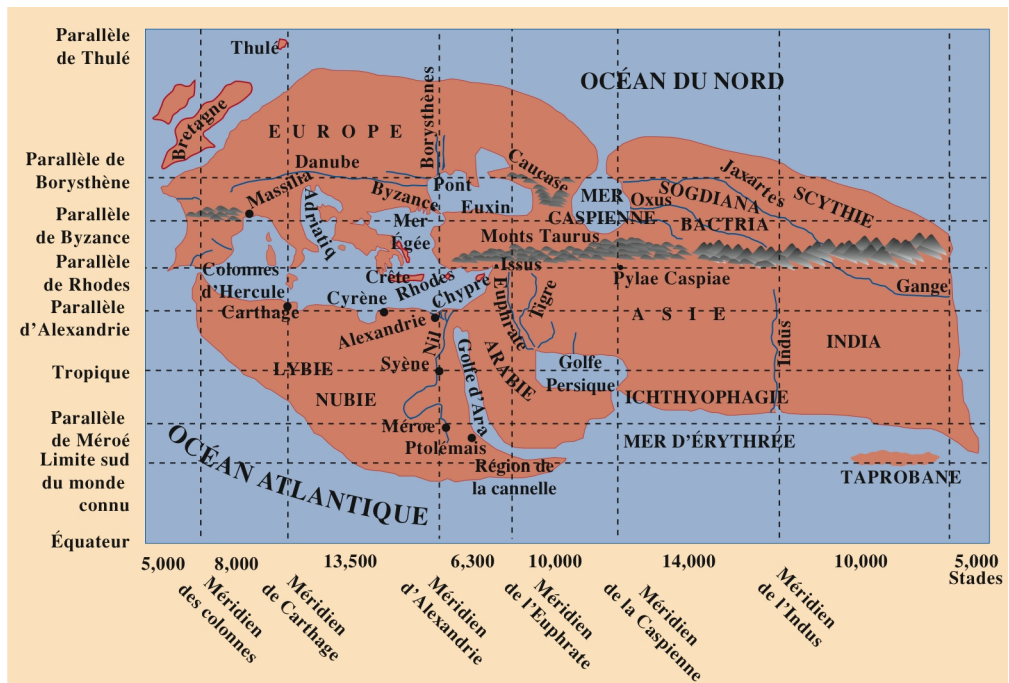 Parallèle
de Thulé
Thulé
OCÉAN DU NORD
Bretagne
EUROPE
Borysthènes
Danube
Parallèle de
Borysthène
Massilia
Adriatiq
Byzance
Pont
Euxin
Caucase
MER
CASPIENNE
Oxus
SOGDIANA
Jaxartes
SCYTHIE
BACTRIA
Parallèle
de Byzance
Mer
Égée
Monts Taurus
Parallèle
de Rhodes
Colonnes
d'Hercule
Crête
Rhodes
Chypre
Issus
Pylae Caspiae
Gange
Parallèle
d'Alexandrie
Carthage
Cyrène
Alexandrie
Nil
Euphrate
Tigre
ASIE
Indus
INDIA
Tropique
LYBIE
Syène
Golfe d'Ara
ARABIE
Golfe
Persique
NUBIE
ICHTHYOPHAGIE
Parallèle
de Méroé
Méroe
Ptolémais
MER D'ÉRYTHRÉE
Limite sud
du monde
connu
OCÉAN ATLANTIQUE
Région de
la cannelle
TAPROBANE
Équateur
5,000 8,000 13,500 6,300 10,000 14,000 10,000 5,000
Stades
Méridien
des colonnes
Méridien
de Carthage
Méridien
d'Alexandrie
Méridien
de l'Euphrate
Méridien
de la Caspienne
Méridien
de l'Indus